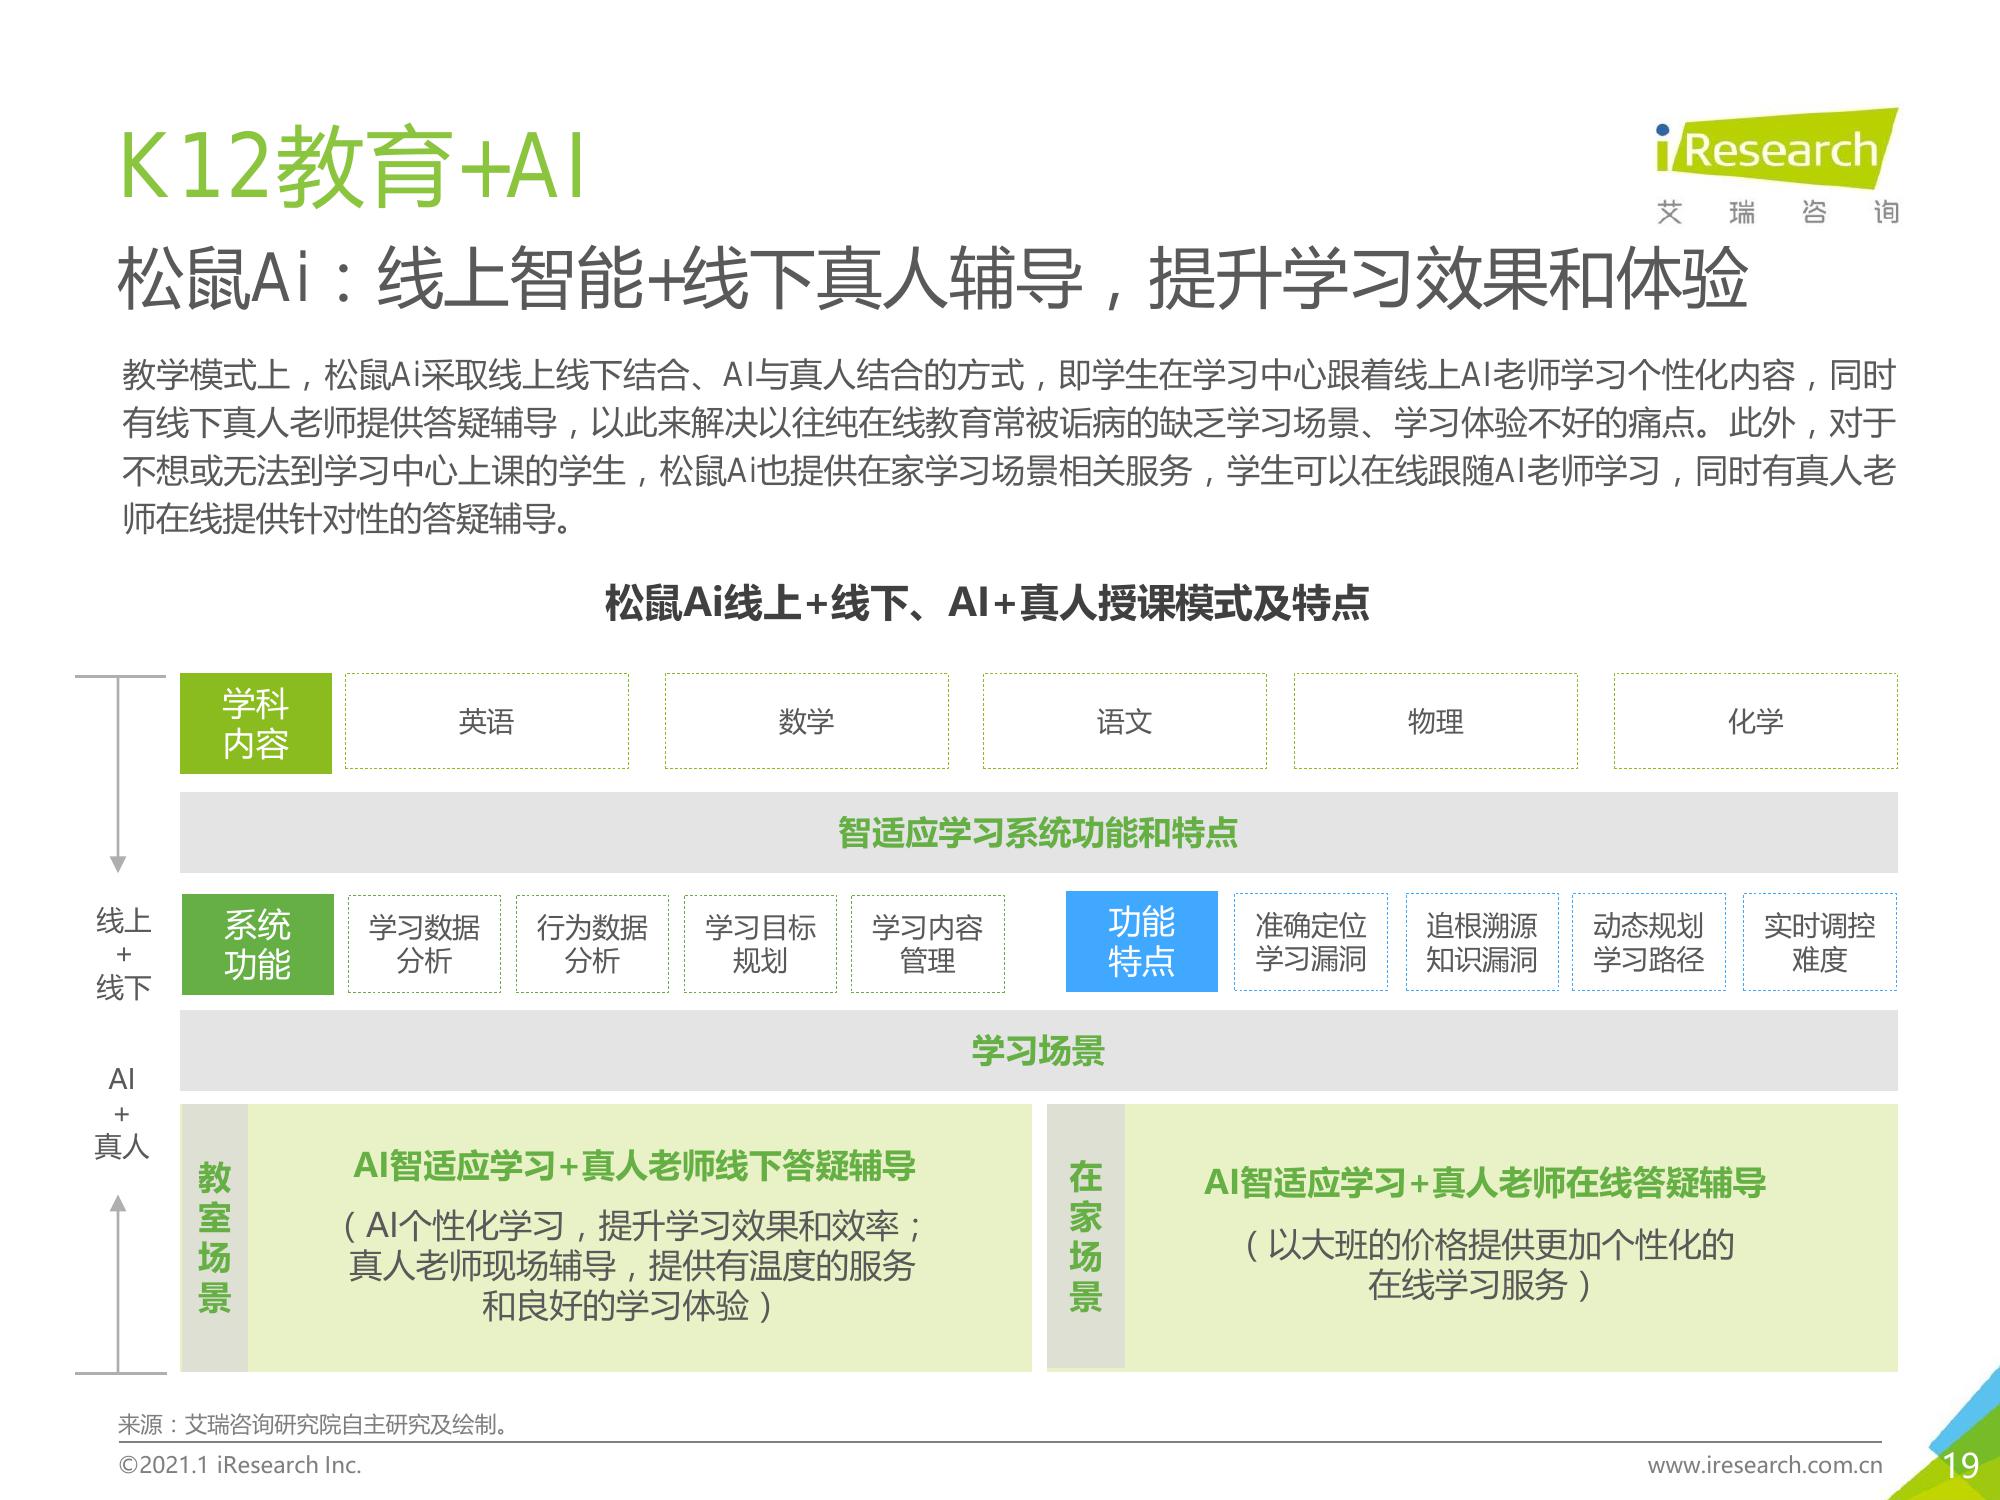 K12教育+AI
iResearch
艾瑞咨询
松鼠Ai：线上智能+线下真人辅导，提升学习效果和体验
教学模式上，松鼠Ai采取线上线下结合、AI与真人结合的方式，即学生在学习中心跟着线上AI老师学习个性化内容，同时
有线下真人老师提供答疑辅导，以此来解决以往纯在线教育常被诟病的缺乏学习场景、学习体验不好的痛点。此外，对于
不想或无法到学习中心上课的学生，松鼠Ai也提供在家学习场景相关服务，学生可以在线跟随AI老师学习，同时有真人老
师在线提供针对性的答疑辅导。
松鼠Ai线上+线下、AI+真人授课模式及特点
学科
内容
英语
数学
语文
物理
化学
智适应学习系统功能和特点
线上
+
线下
系统
功能
学习数据
分析
行为数据
分析
学习目标
规划
学习内容
管理
功能
特点
准确定位
学习漏洞
追根溯源
知识漏洞
动态规划
学习路径
实时调控
难度
学习场景
AI
+
真人
教
室
场
景
AI智适应学习+真人老师线下答疑辅导
（AI个性化学习，提升学习效果和效率；
真人老师现场辅导，提供有温度的服务
和良好的学习体验）
在
家
场
景
AI智适应学习+真人老师在线答疑辅导
（以大班的价格提供更加个性化的
在线学习服务）
来源：艾瑞咨询研究院自主研究及绘制。
©2021.1 iResearch Inc.
www.iresearch.com.cn
19